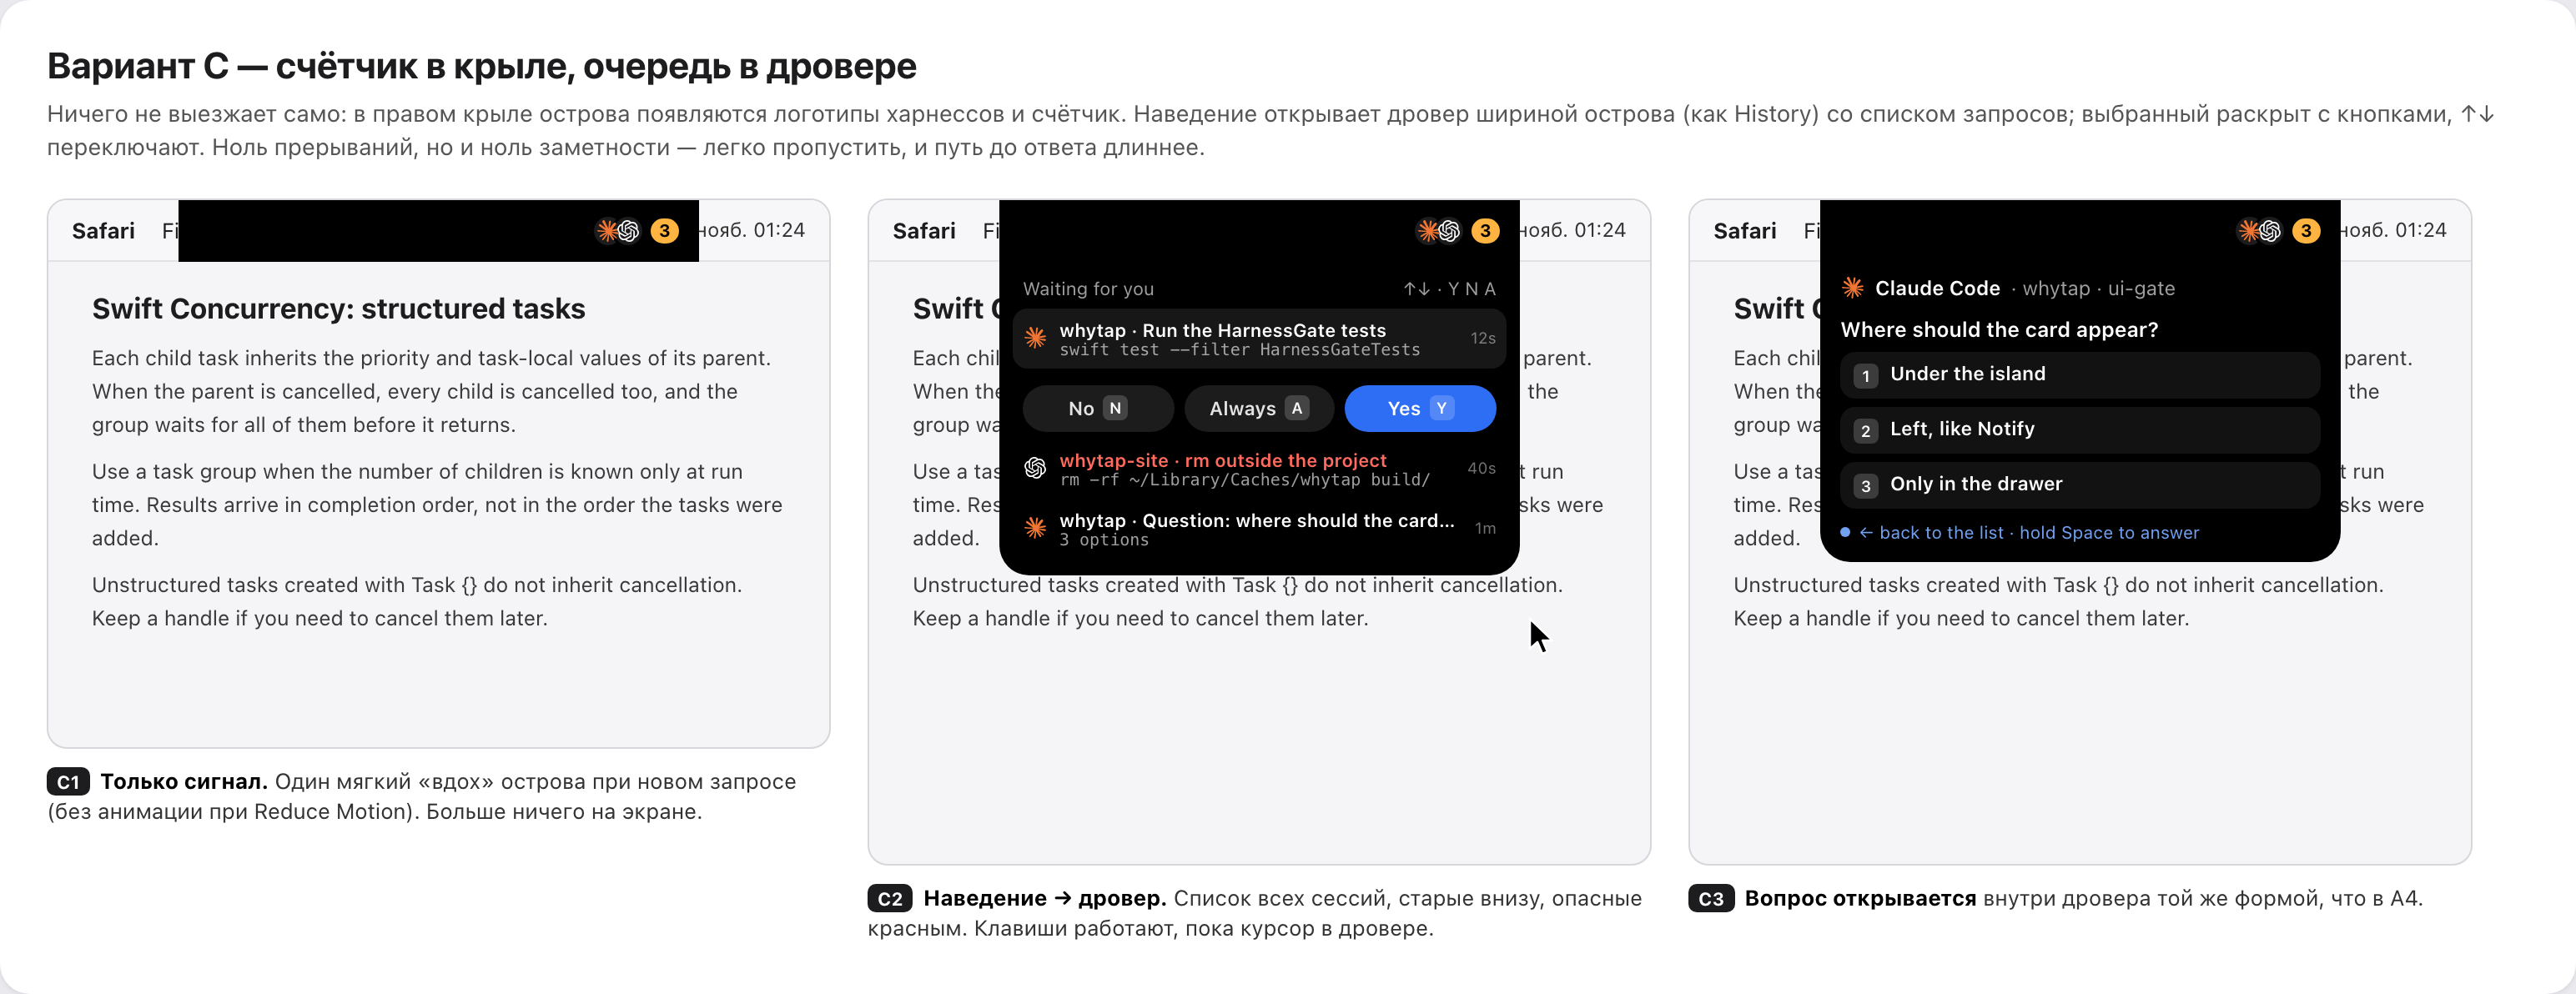 Вариант C — счётчик в крыле, очередь в дровере
Ничего не выезжает само: в правом крыле острова появляются логотипы харнессов и счётчик. Наведение открывает дровер шириной острова (как History) со списком запросов; выбранный раскрыт с кнопками, ↑↓
переключают. Ноль прерываний, но и ноль заметности — легко пропустить, и путь до ответа длиннее.
Safari Fi 3 нояб. 01:24
Swift Concurrency: structured tasks
Each child task inherits the priority and task-local values of its parent.
When the parent is cancelled, every child is cancelled too, and the
group waits for all of them before it returns.
Use a task group when the number of children is known only at run
time. Results arrive in completion order, not in the order the tasks were
added.
Unstructured tasks created with Task {} do not inherit cancellation.
Keep a handle if you need to cancel them later.
C1 Только сигнал. Один мягкий «вдох» острова при новом запросе
(без анимации при Reduce Motion). Больше ничего на экране.
Safari Fi 3 нояб. 01:24
Waiting for you ↑↓ · Y N A
Swift C
whytap · Run the HarnessGate tests 12s
swift test --filter HarnessGateTests
Each chil parent.
When the the
group wa
No N Always A Yes Y
whytap-site · rm outside the project 40s
rm -rf ~/Library/Caches/whytap build/
Use a tas t run
time. Res sks were
added.
whytap · Question: where should the card... 1m
3 options
Unstructured tasks created with Task {} do not inherit cancellation.
Keep a handle if you need to cancel them later.
C2 Наведение → дровер. Список всех сессий, старые внизу, опасные
красным. Клавиши работают, пока курсор в дровере.
Safari Fi 3 нояб. 01:24
Claude Code · whytap · ui-gate
Swift C
Where should the card appear?
Each chil parent.
When the the
group wa
1 Under the island
2 Left, like Notify
3 Only in the drawer
Use a tas t run
time. Res sks were
added.
← back to the list · hold Space to answer
Unstructured tasks created with Task {} do not inherit cancellation.
Keep a handle if you need to cancel them later.
C3 Вопрос открывается внутри дровера той же формой, что в A4.